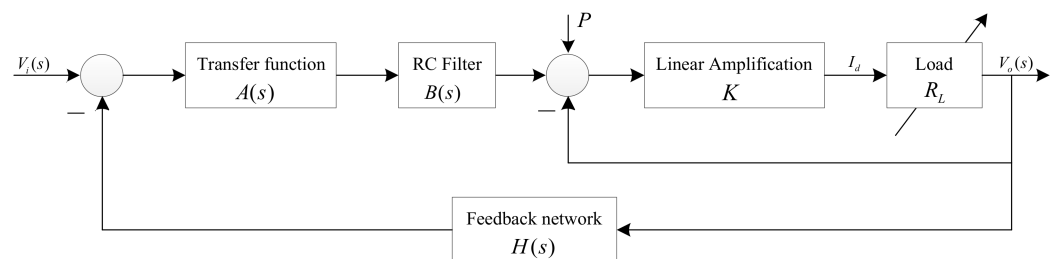 P
V_i(s)
Transfer function
A(s)
RC Filter
B(s)
Linear Amplification
K
I_d
Load
R_L
V_o(s)
—
—
Feedback network
H(s)